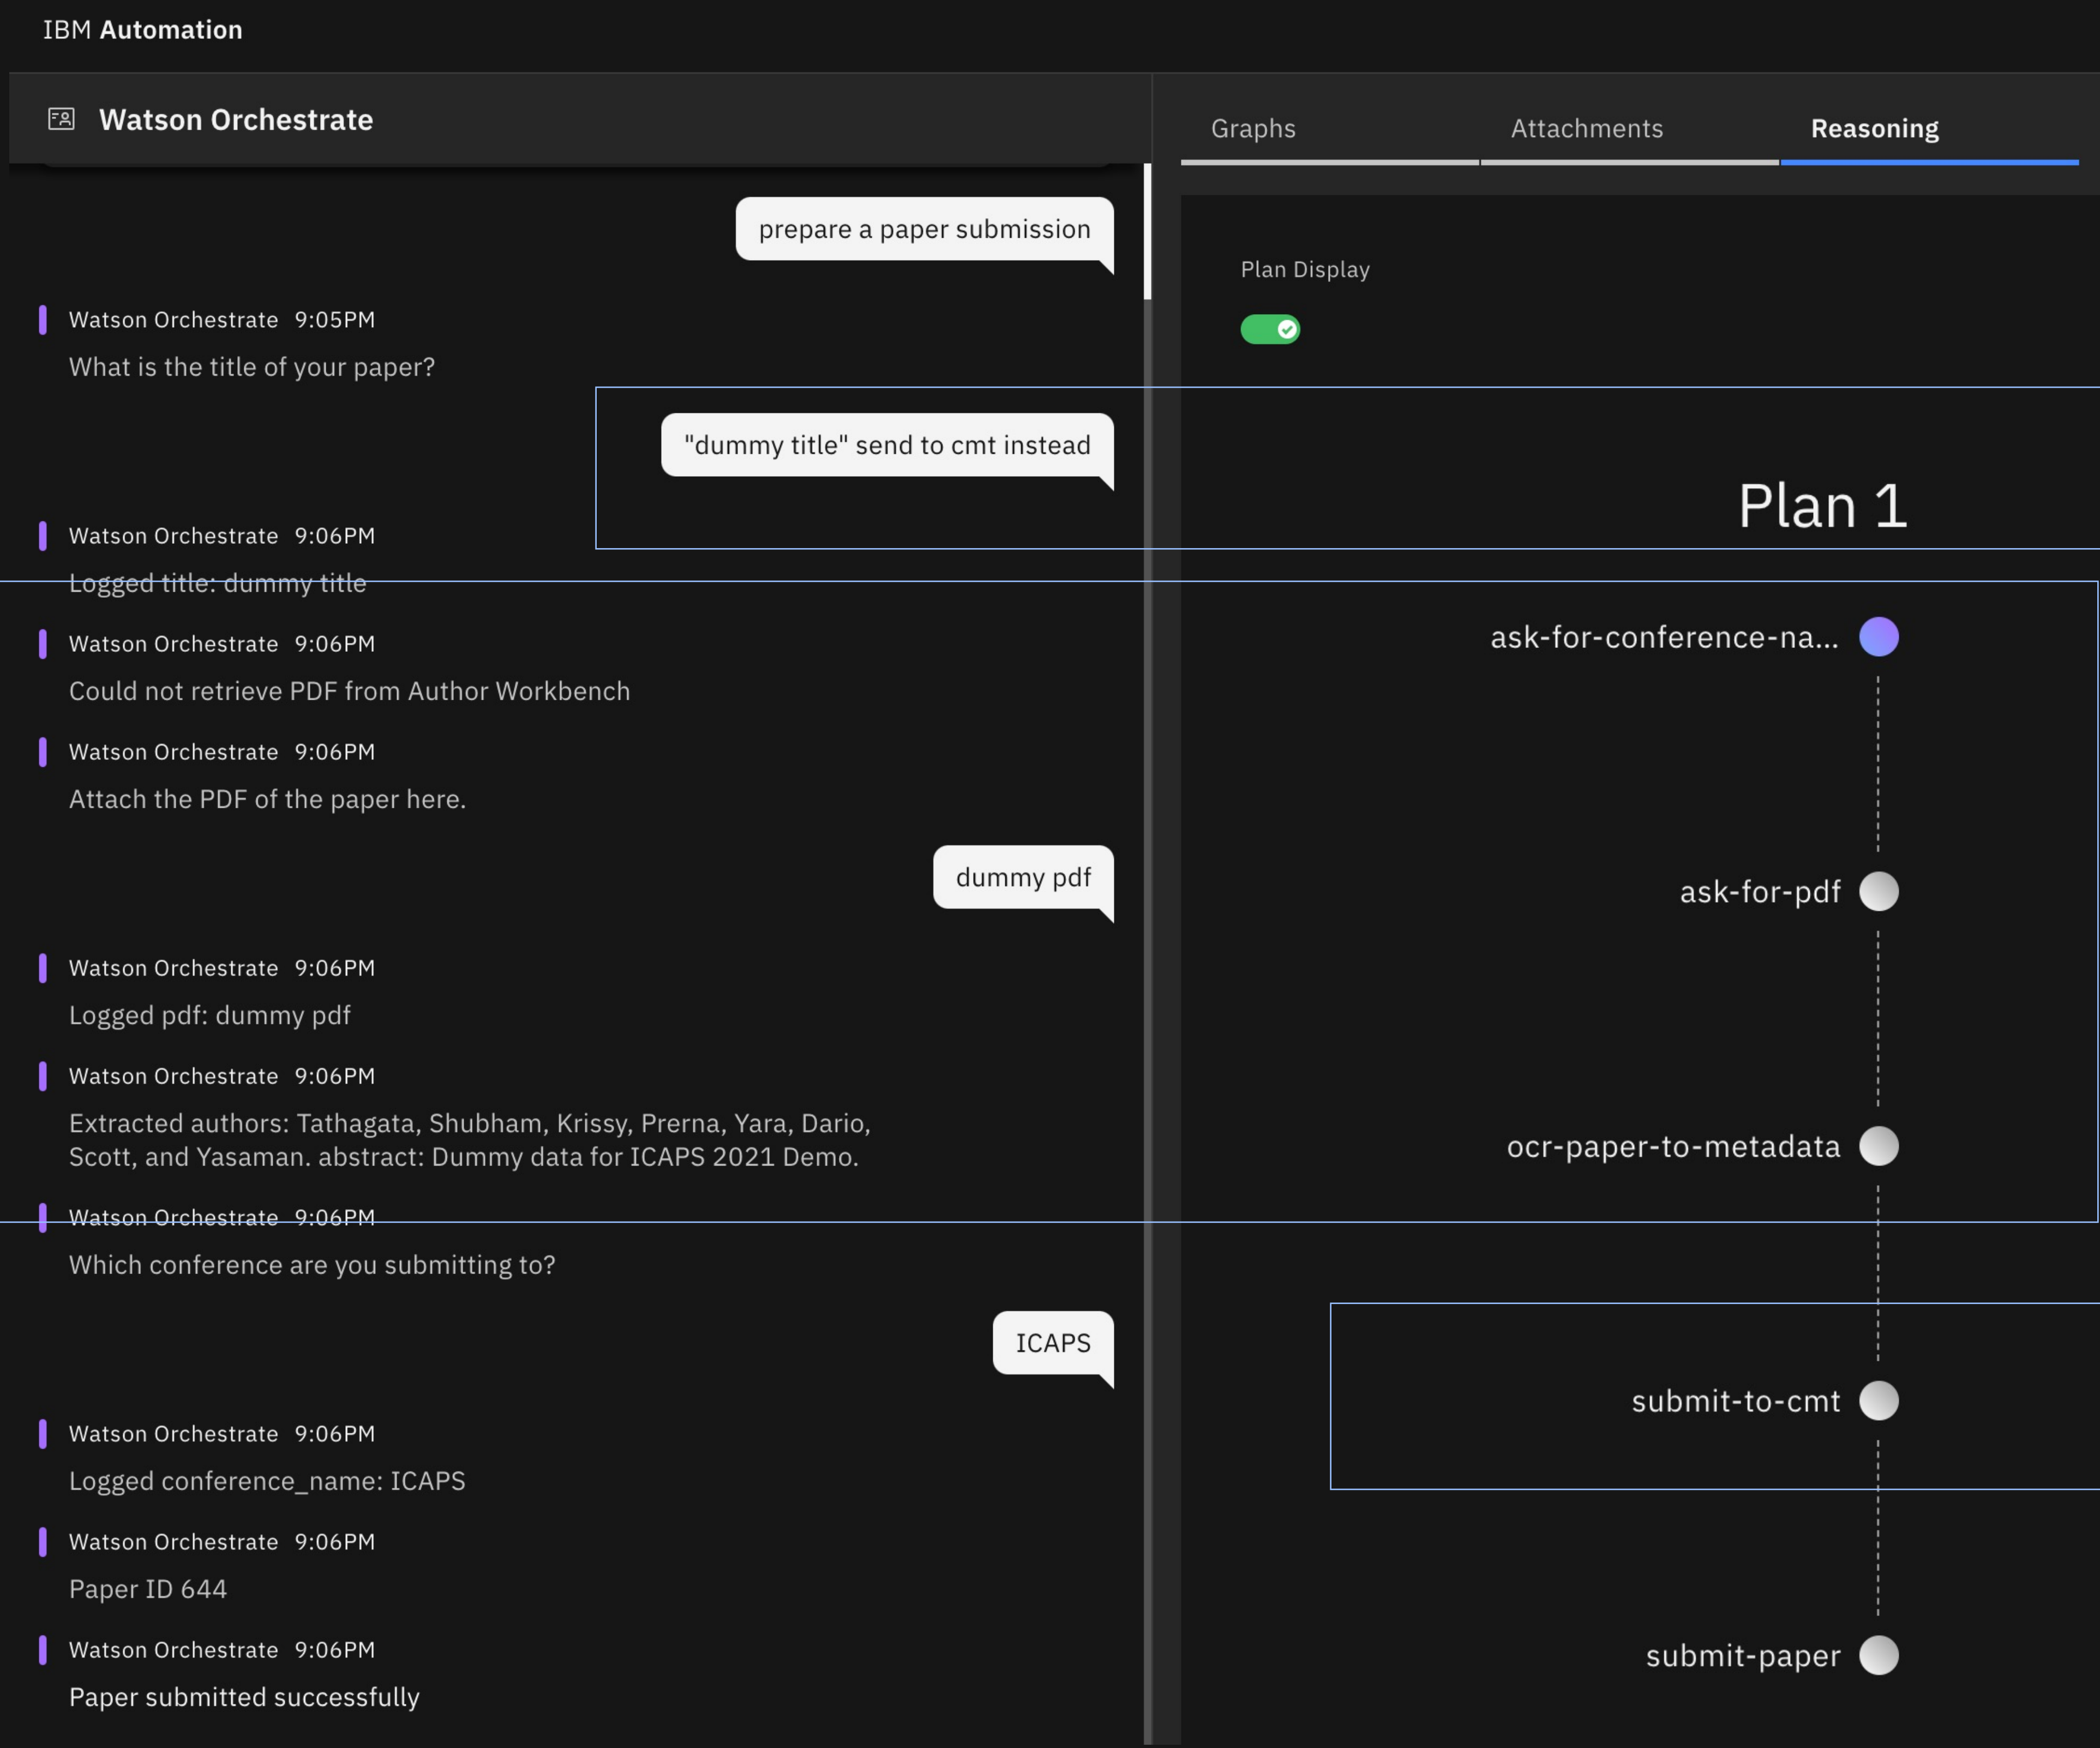 IBM Automation
Watson Orchestrate
prepare a paper submission
Watson Orchestrate 9:05PM
What is the title of your paper?
"dummy title" send to cmt instead
Watson Orchestrate 9:06PM
Logged title: dummy title
Watson Orchestrate 9:06PM
Could not retrieve PDF from Author Workbench
Watson Orchestrate 9:06PM
Attach the PDF of the paper here.
dummy pdf
Watson Orchestrate 9:06PM
Logged pdf: dummy pdf
Watson Orchestrate 9:06PM
Extracted authors: Tathagata, Shubham, Krissy, Prerna, Yara, Dario,
Scott, and Yasaman. abstract: Dummy data for ICAPS 2021 Demo.
Watson Orchestrate 9:06PM
Which conference are you submitting to?
ICAPS
Watson Orchestrate 9:06PM
Logged conference_name: ICAPS
Watson Orchestrate 9:06PM
Paper ID 644
Watson Orchestrate 9:06PM
Paper submitted successfully
Graphs
Attachments
Reasoning
Plan Display
Plan 1
ask-for-conference-na...
ask-for-pdf
ocr-paper-to-metadata
submit-to-cmt
submit-paper